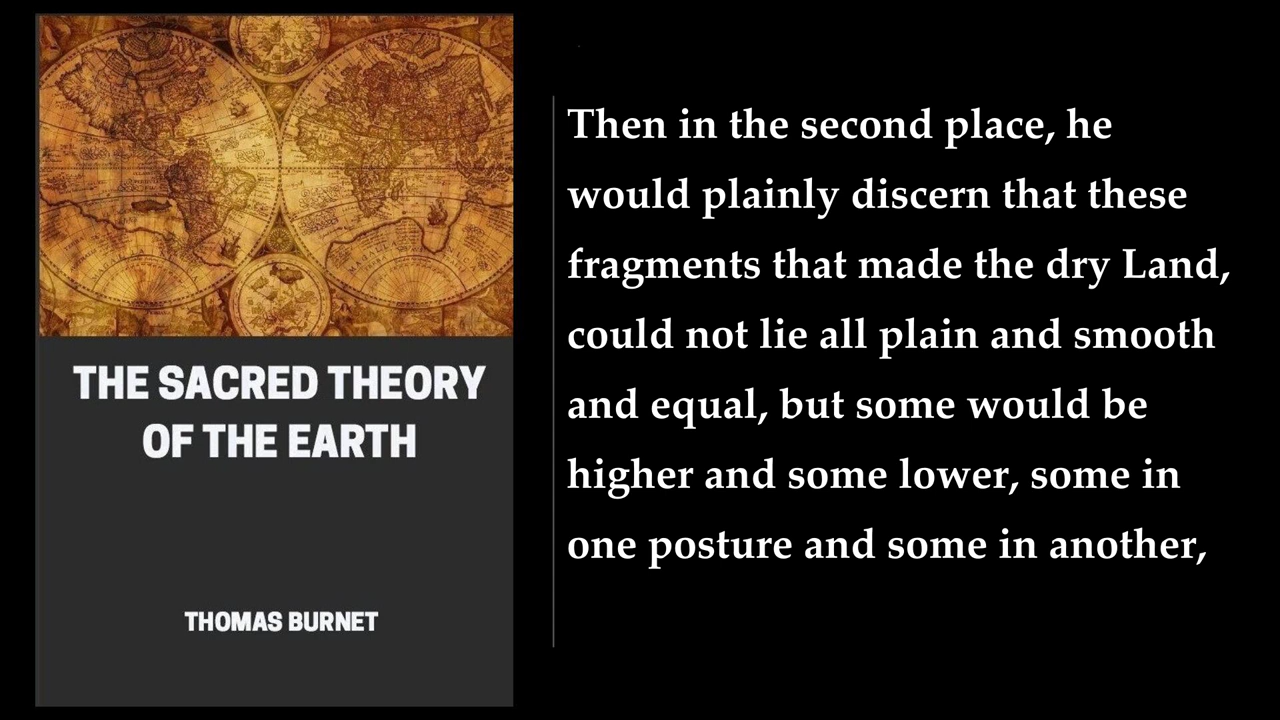 THE SACRED THEORY
OF THE EARTH
THOMAS BURNET
Then in the second place, he
would plainly discern that these
fragments that made the dry Land,
could not lie all plain and smooth
and equal, but some would be
higher and some lower, some in
one posture and some in another,